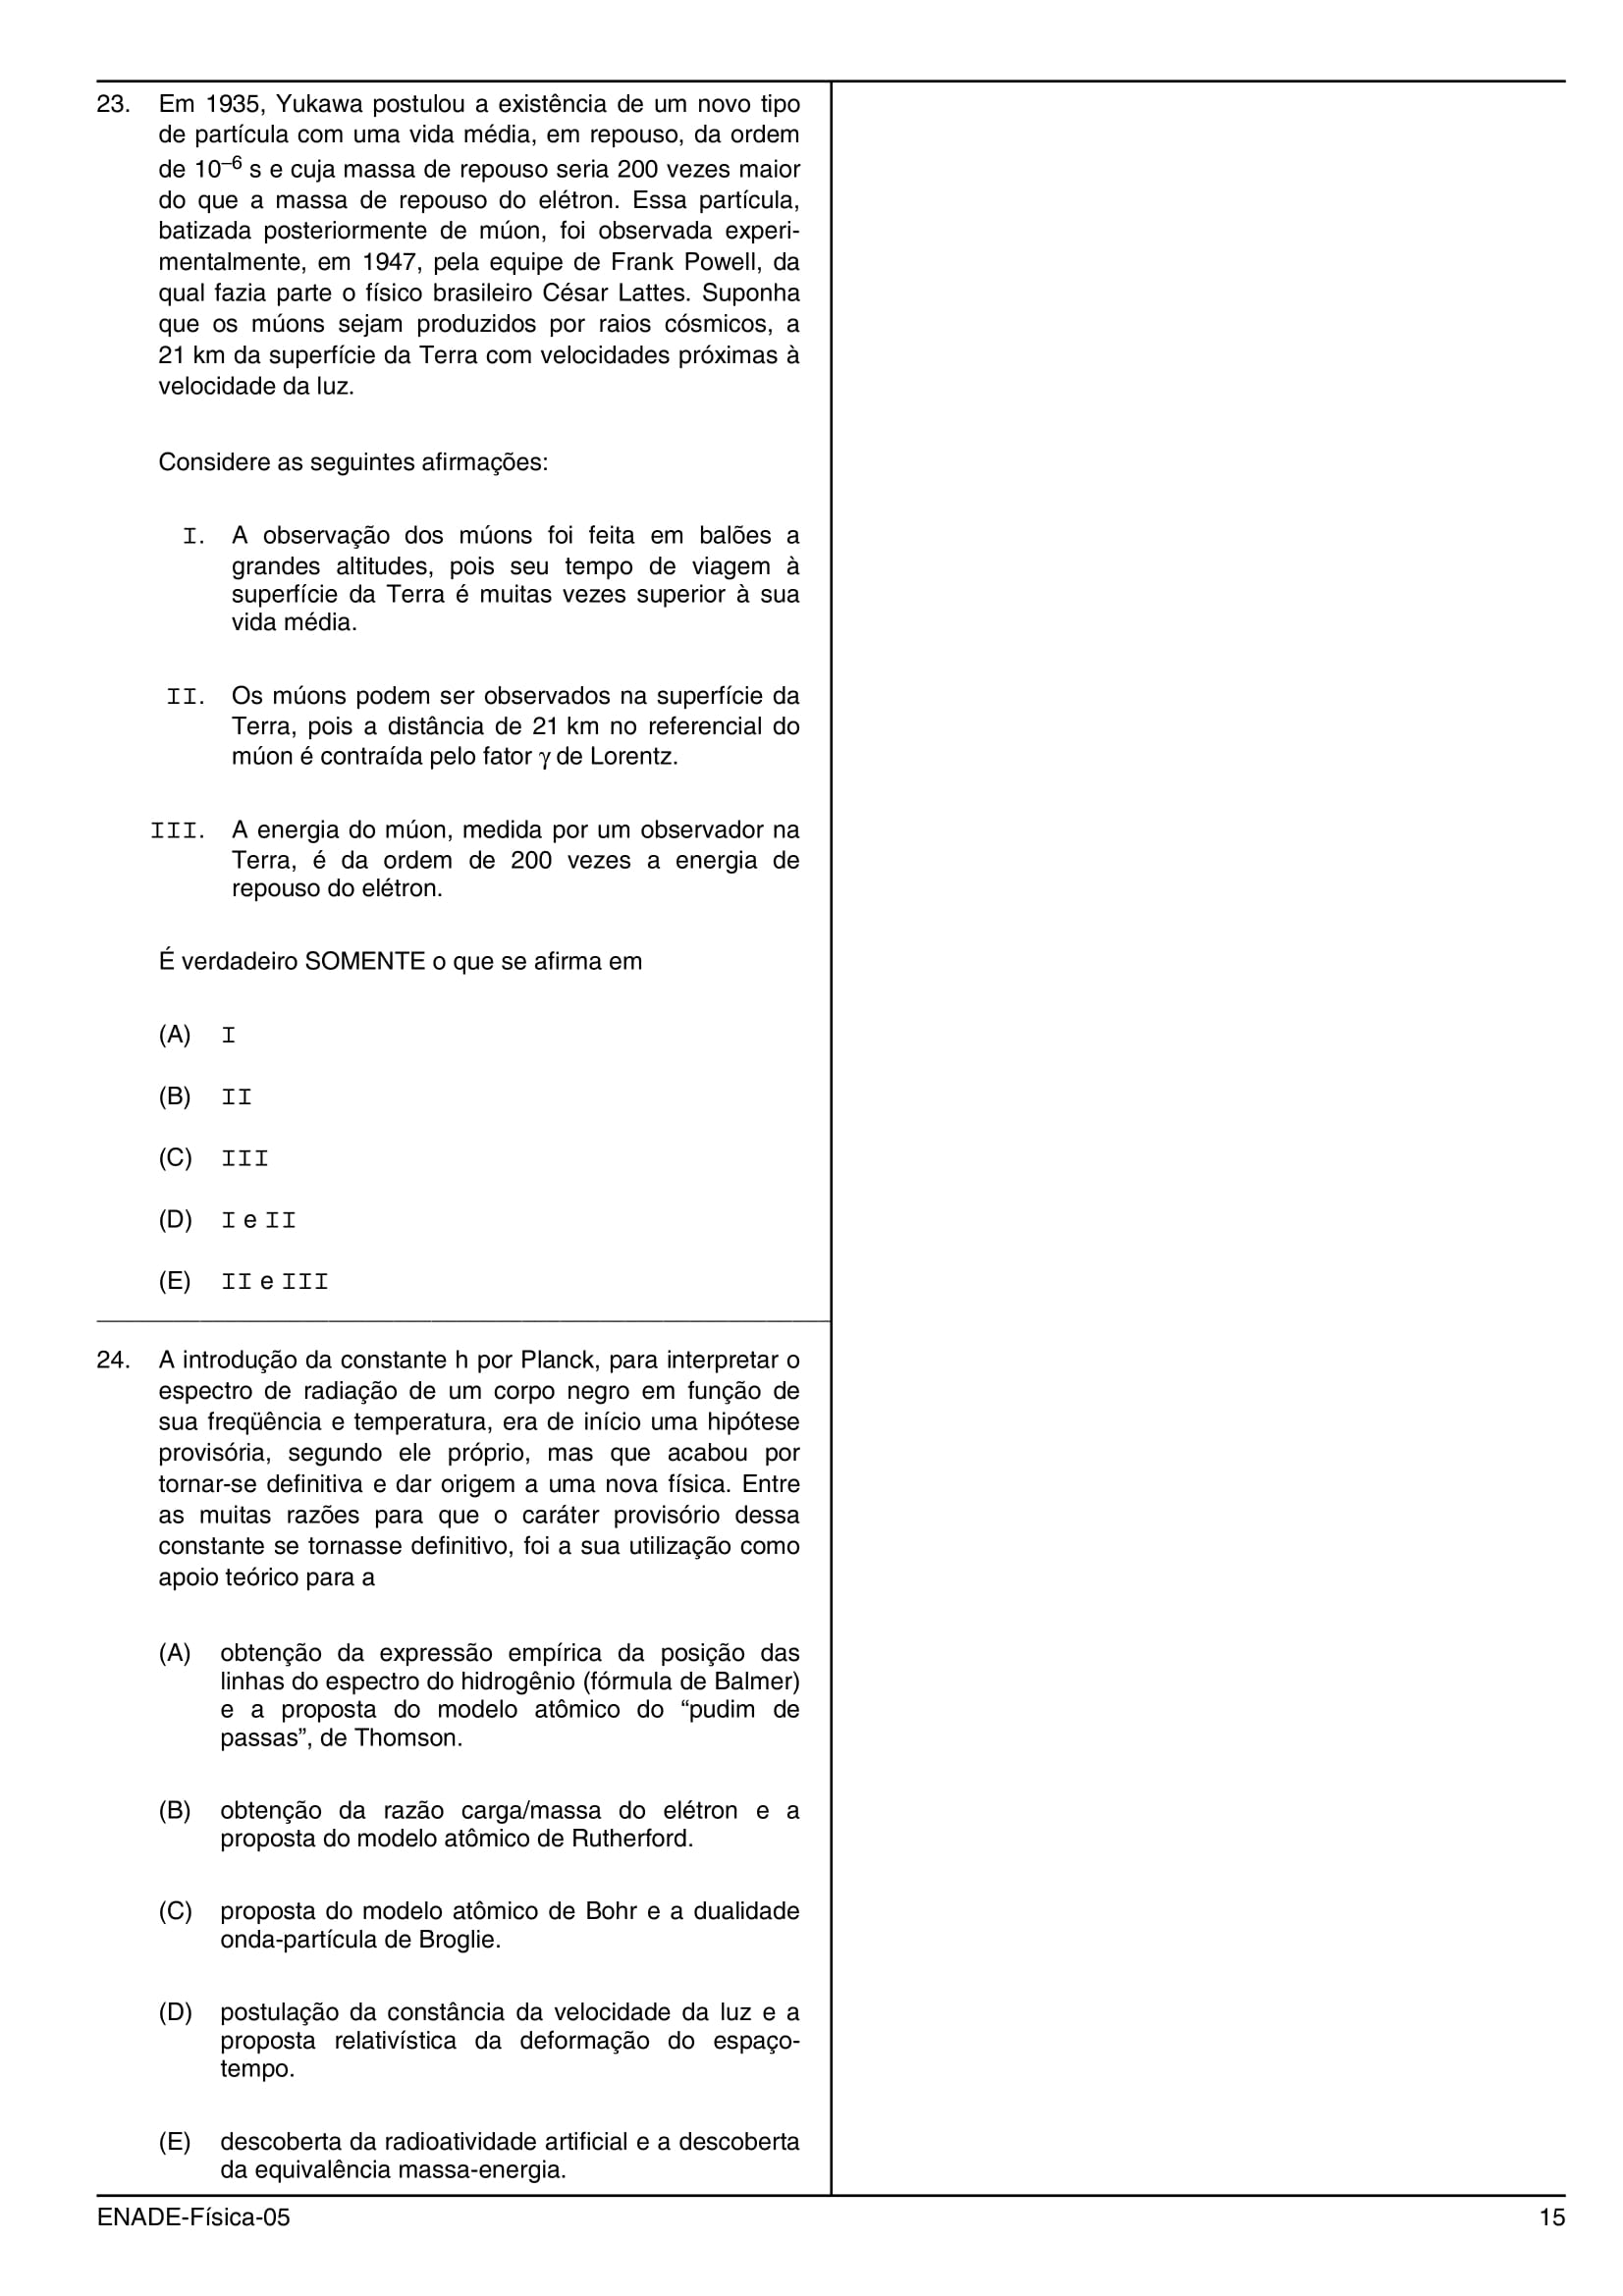 23. Em 1935, Yukawa postulou a existência de um novo tipo
de partícula com uma vida média, em repouso, da ordem
de 10–6 s e cuja massa de repouso seria 200 vezes maior
do que a massa de repouso do elétron. Essa partícula,
batizada posteriormente de múon, foi observada experi-
mentalmente, em 1947, pela equipe de Frank Powell, da
qual fazia parte o físico brasileiro César Lattes. Suponha
que os múons sejam produzidos por raios cósmicos, a
21 km da superfície da Terra com velocidades próximas à
velocidade da luz.
Considere as seguintes afirmações:
I. A observação dos múons foi feita em balões a
grandes altitudes, pois seu tempo de viagem à
superfície da Terra é muitas vezes superior à sua
vida média.
II. Os múons podem ser observados na superfície da
Terra, pois a distância de 21 km no referencial do
múon é contraída pelo fator γ de Lorentz.
III. A energia do múon, medida por um observador na
Terra, é da ordem de 200 vezes a energia de
repouso do elétron.
É verdadeiro SOMENTE o que se afirma em
(A) I
(B) II
(C) III
(D) I e II
(E) II e III
24. A introdução da constante h por Planck, para interpretar o
espectro de radiação de um corpo negro em função de
sua freqüência e temperatura, era de início uma hipótese
provisória, segundo ele próprio, mas que acabou por
tornar-se definitiva e dar origem a uma nova física. Entre
as muitas razões para que o caráter provisório dessa
constante se tornasse definitivo, foi a sua utilização como
apoio teórico para a
(A) obtenção da expressão empírica da posição das
linhas do espectro do hidrogênio (fórmula de Balmer)
e a proposta do modelo atômico do “pudim de
passas”, de Thomson.
(B) obtenção da razão carga/massa do elétron e a
proposta do modelo atômico de Rutherford.
(C) proposta do modelo atômico de Bohr e a dualidade
onda-partícula de Broglie.
(D) postulação da constância da velocidade da luz e a
proposta relativística da deformação do espaço-
tempo.
(E) descoberta da radioatividade artificial e a descoberta
da equivalência massa-energia.
ENADE-Física-05 15